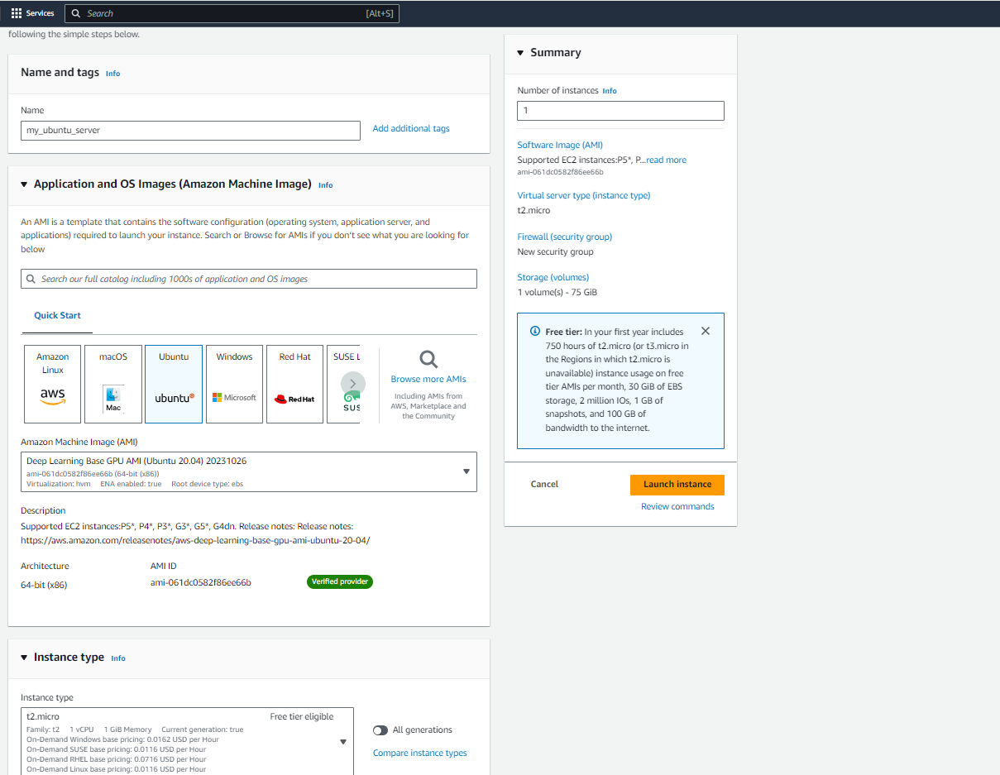 Services
Search
[Alt+S]
following the simple steps below.
Name and tags Info
Name
my_ubuntu_server
Add additional tags
Application and OS Images (Amazon Machine Image) Info
An AMI is a template that contains the software configuration (operating system, application server, and
applications) required to launch your instance. Search or Browse for AMIs if you don't see what you are looking for
below
Search our full catalog including 1000s of application and OS images
Quick Start
Amazon
Linux
aws
macOS
Mac
Ubuntu
ubuntu
Windows
Microsoft
Red Hat
Red Hat
SUSE L
SUS
Browse more AMIs
Including AMIs from
AWS, Marketplace and
the Community
Amazon Machine Image (AMI)
Deep Learning Base GPU AMI (Ubuntu 20.04) 20231026
ami-061dc0582f86ee66b (64-bit (x86))
Virtualization: hvm ENA enabled: true Root device type: ebs
Description
Supported EC2 instances:P5*, P4*, P3*, G3*, G5*, G4dn. Release notes: Release notes:
https://aws.amazon.com/releasenotes/aws-deep-learning-base-gpu-ami-ubuntu-20-04/
Architecture
64-bit (x86)
AMI ID
ami-061dc0582f86ee66b
Verified provider
Instance type Info
Instance type
t2.micro
Free tier eligible
Family: t2 1 vCPU 1 GiB Memory Current generation: true
On-Demand Windows base pricing: 0.0162 USD per Hour
On-Demand SUSE base pricing: 0.0116 USD per Hour
On-Demand RHEL base pricing: 0.0716 USD per Hour
On-Demand Linux base pricing: 0.0116 USD per Hour
All generations
Compare instance types
Summary
Number of instances Info
1
Software Image (AMI)
Supported EC2 instances:P5*, P...read more
ami-061dc0582f86ee66b
Virtual server type (instance type)
t2.micro
Firewall (security group)
New security group
Storage (volumes)
1 volume(s) - 75 GiB
Free tier: In your first year includes
750 hours of t2.micro (or t3.micro in
the Regions in which t2.micro is
unavailable) instance usage on free
tier AMIs per month, 30 GiB of EBS
storage, 2 million IOs, 1 GB of
snapshots, and 100 GB of
bandwidth to the internet.
Cancel
Launch instance
Review commands